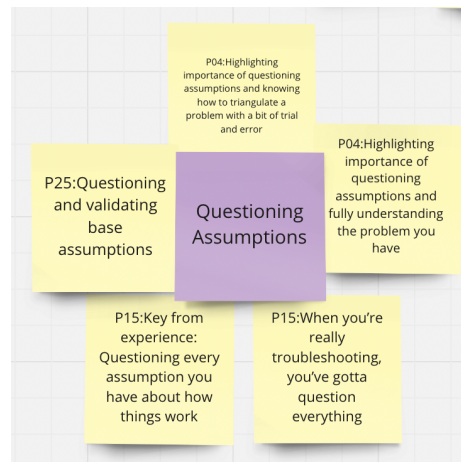 P04:Highlighting
importance of questioning
assumptions and knowing
how to triangulate a
problem with a bit of trial
and error
P04:Highlighting
importance of
questioning
assumptions and
fully understanding
the problem you
have
P25:Questioning
and validating
base
assumptions
Questioning
Assumptions
P15:Key from
experience:
Questioning every
assumption you
have about how
things work
P15:When you’re
really
troubleshooting,
you’ve gotta
question
everything